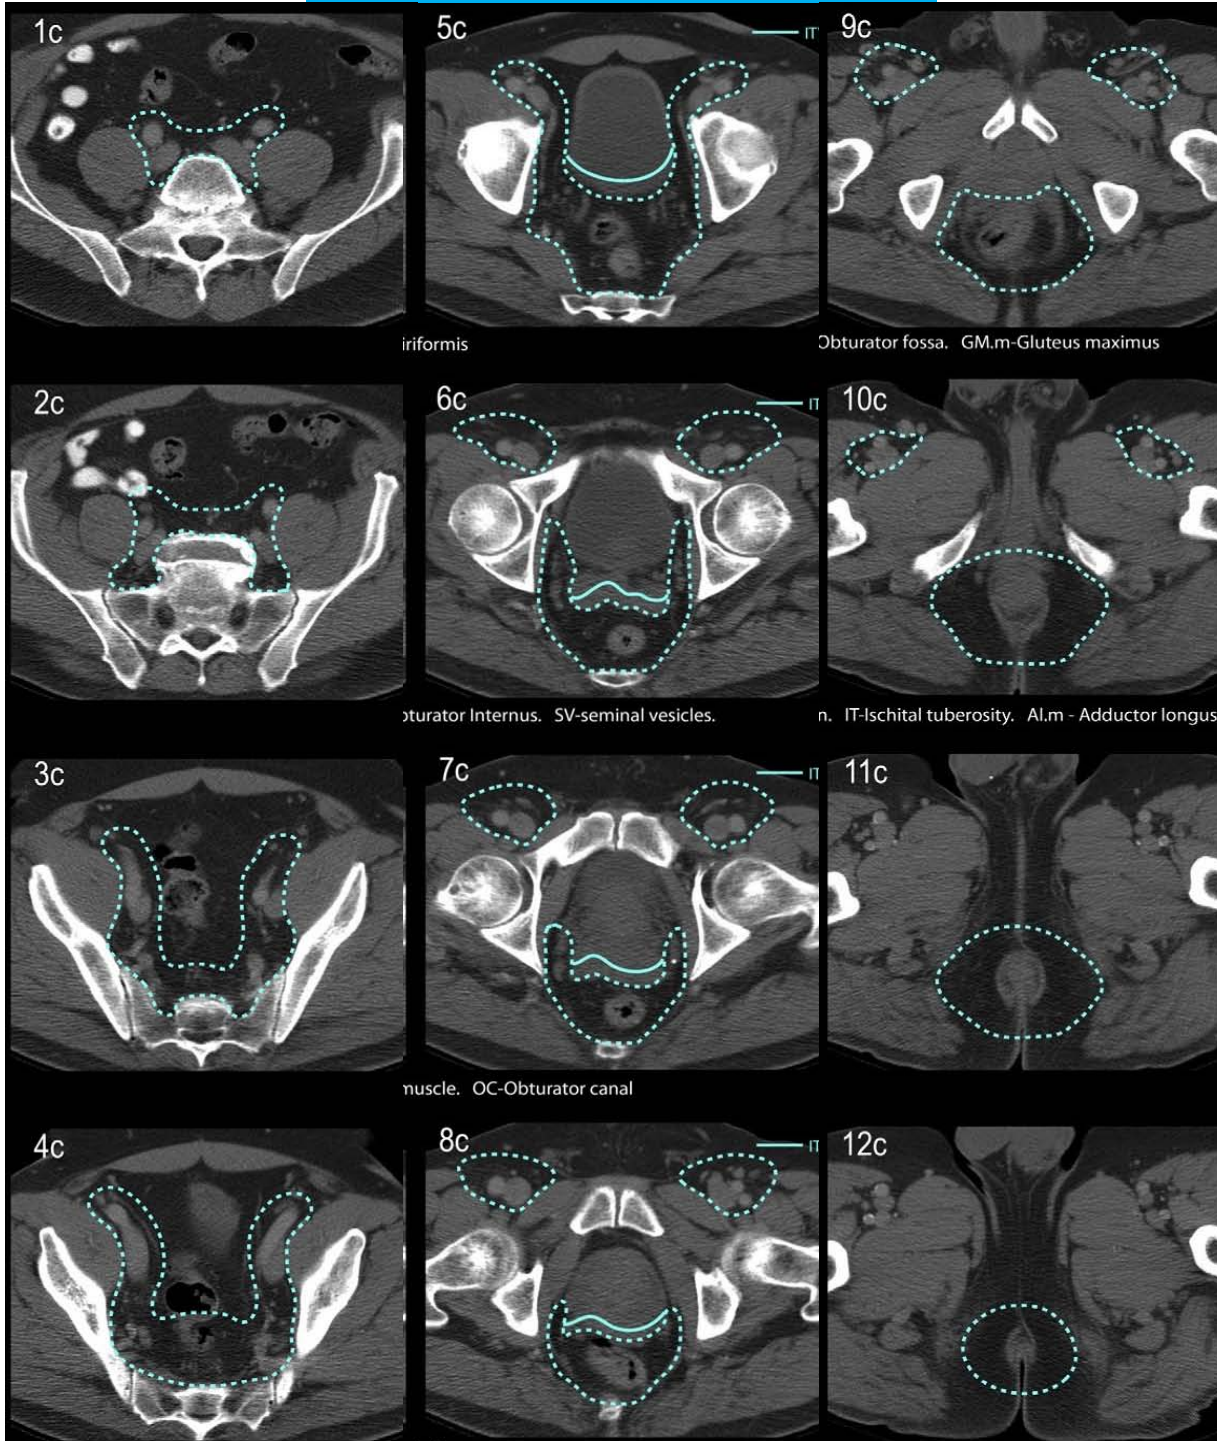 1c
5c
IT
9c
iriformis
Obturator fossa. GM.m-Gluteus maximus
2c
6c
IT
10c
oturator Internus. SV-seminal vesicles.
n. IT-Ischital tuberosity. Al.m - Adductor longus
3c
7c
IT
11c
muscle. OC-Obturator canal
4c
8c
IT
12c